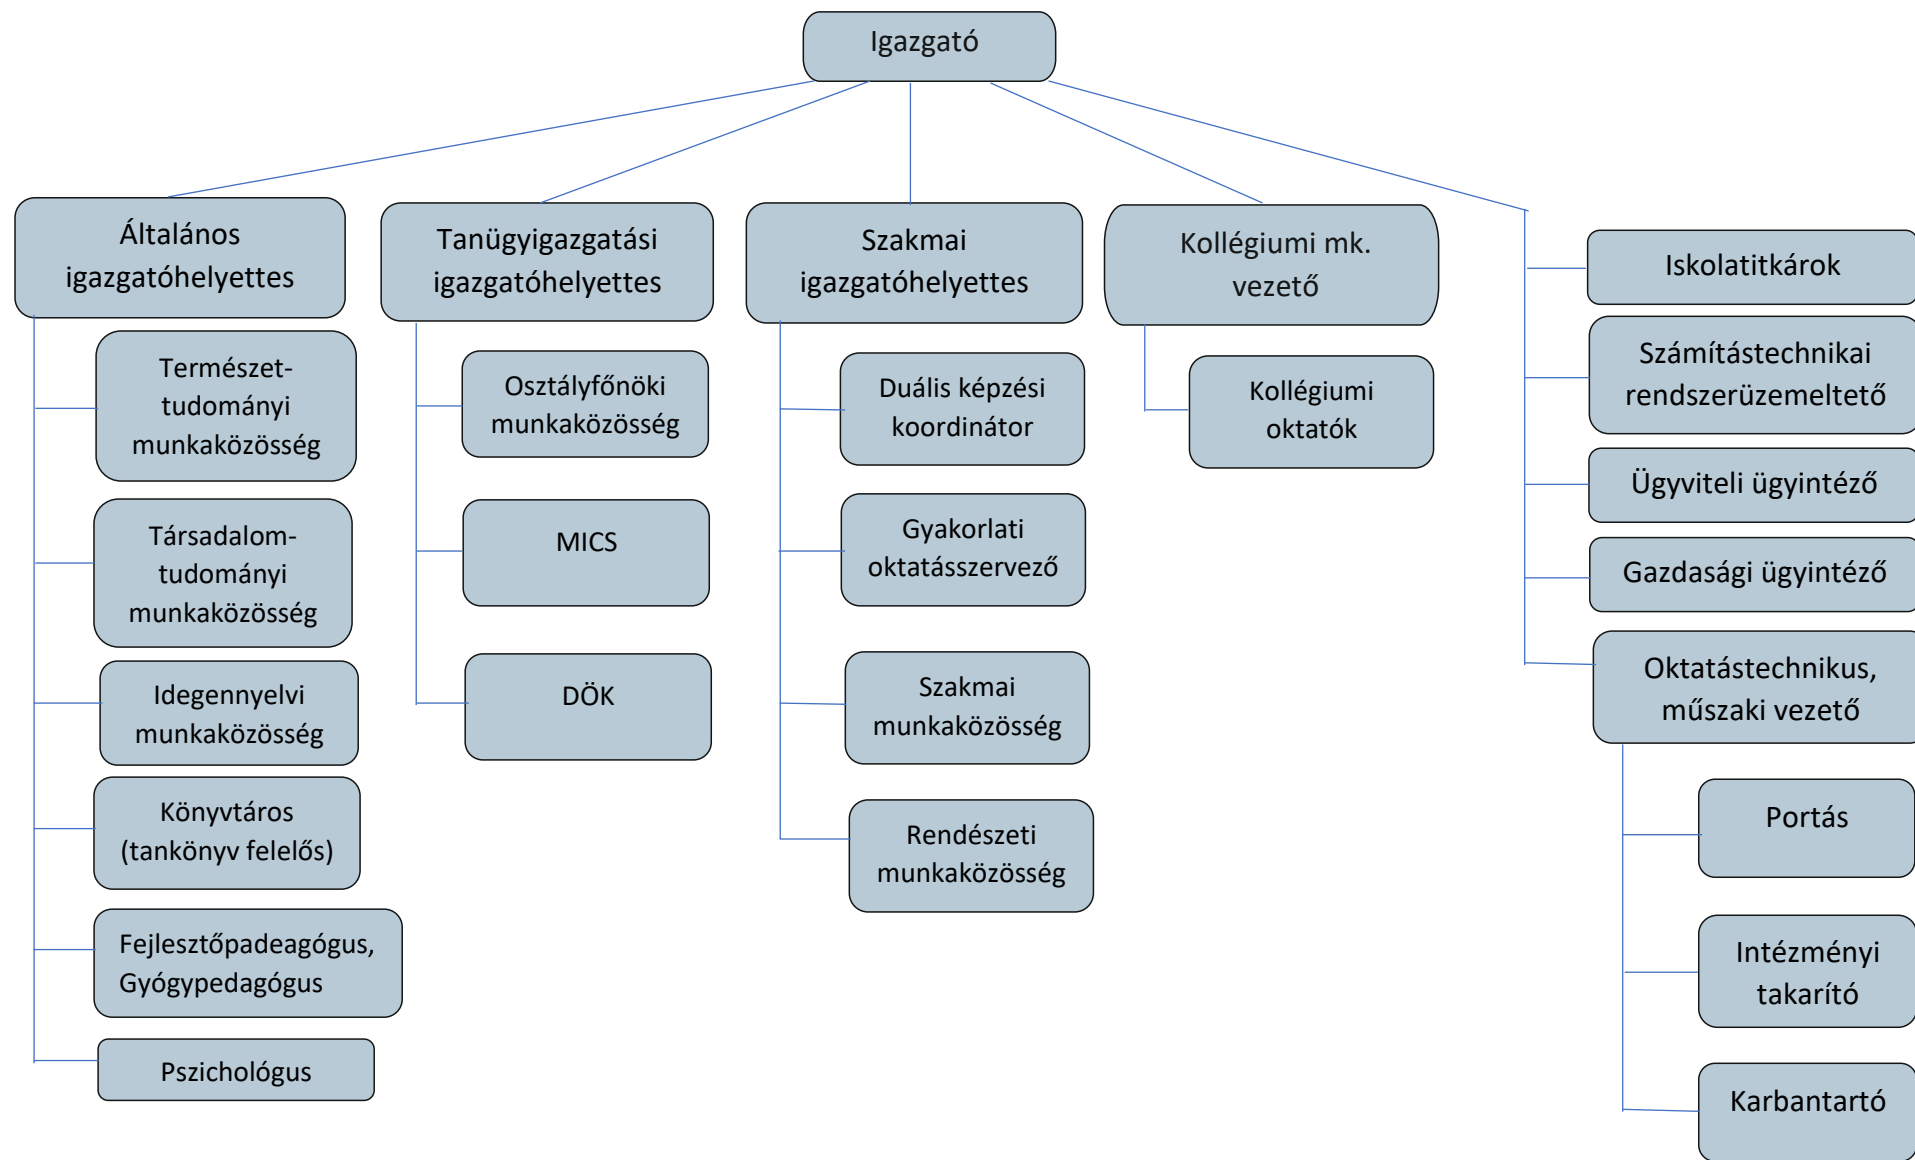 Igazgató
Általános
igazgatóhelyettes
Természet-
tudományi
munkaközösség
Társadalom-
tudományi
munkaközösség
Idegennyelvi
munkaközösség
Könyvtáros
(tankönyv felelős)
Fejlesztőpadeagógus,
Gyógypedagógus
Pszichológus
Tanügyigazgatási
igazgatóhelyettes
Osztályfőnöki
munkaközösség
MICS
DÖK
Szakmai
igazgatóhelyettes
Duális képzési
koordinátor
Gyakorlati
oktatásszervező
Szakmai
munkaközösség
Rendészeti
munkaközösség
Kollégiumi mk.
vezető
Kollégiumi
oktatók
Iskolatitkárok
Számítástechnikai
rendszerüzemeltető
Ügyviteli ügyintéző
Gazdasági ügyintéző
Oktatástechnikus,
műszaki vezető
Portás
Intézményi
takarító
Karbantartó